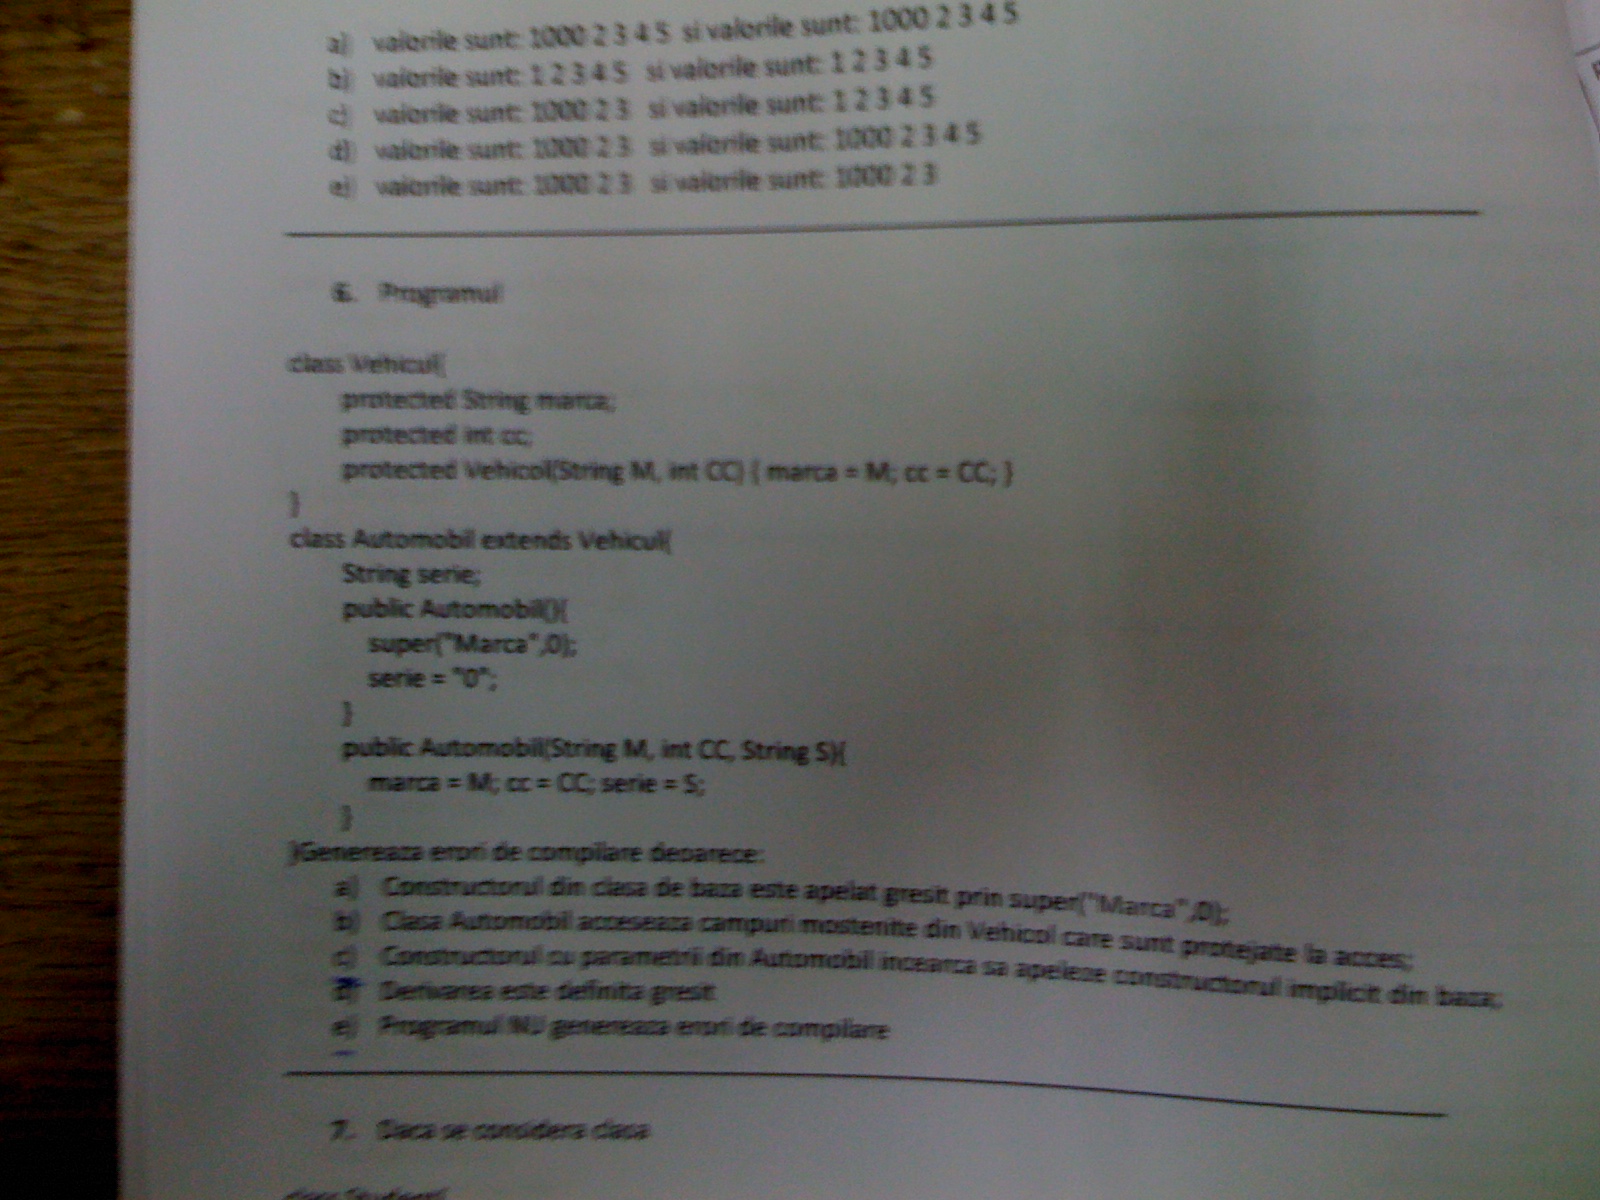 a) valorile sunt: 1000 2 3 4 5 si valorile sunt: 1000 2 3 4 5
b) valorile sunt: 1 2 3 4 5 si valorile sunt: 1 2 3 4 5
c) valorile sunt: 1000 2 3 si valorile sunt: 1 2 3 4 5
d) valorile sunt: 1000 2 3 si valorile sunt: 1000 2 3 4 5
e) valorile sunt: 1000 2 3 si valorile sunt: 1000 2 3
6. Programul
class Vehicul{
protected String marca;
protected int cc;
protected Vehicol(String M, int CC) { marca = M; cc = CC; }
}
class Automobil extends Vehicul{
String serie;
public Automobil(){
super("Marca",0);
serie = "0";
}
public Automobil(String M, int CC, String S){
marca = M; cc = CC; serie = S;
}
}Genereaza erori de compilare deoarece:
a) Constructorul din clasa de baza este apelat gresit prin super("Marca",0);
b) Clasa Automobil acceseaza campuri mostenite din Vehicol care sunt protejate la acces;
c) Constructorul cu parametrii din Automobil incearca sa apeleze constructorul implicit din baza;
d) Derivarea este definita gresit
e) Programul NU genereaza erori de compilare
7. Daca se considera clasa
class Student{